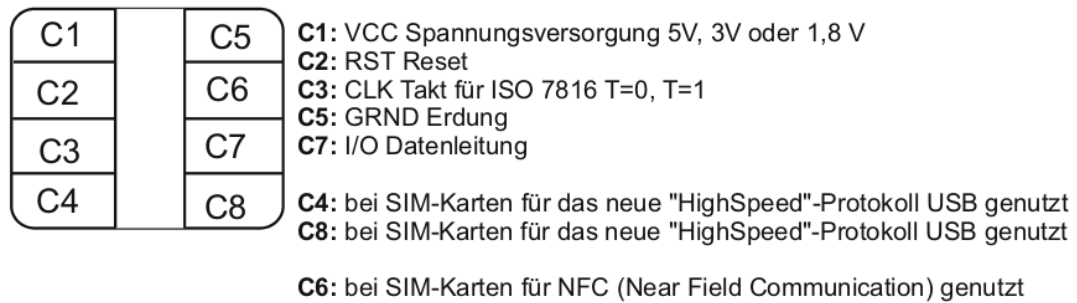 C1
C2
C3
C4
C5
C6
C7
C8
C1: VCC Spannungsversorgung 5V, 3V oder 1,8 V
C2: RST Reset
C3: CLK Takt für ISO 7816 T=0, T=1
C5: GRND Erdung
C7: I/O Datenleitung
C4: bei SIM-Karten für das neue "HighSpeed"-Protokoll USB genutzt
C8: bei SIM-Karten für das neue "HighSpeed"-Protokoll USB genutzt
C6: bei SIM-Karten für NFC (Near Field Communication) genutzt